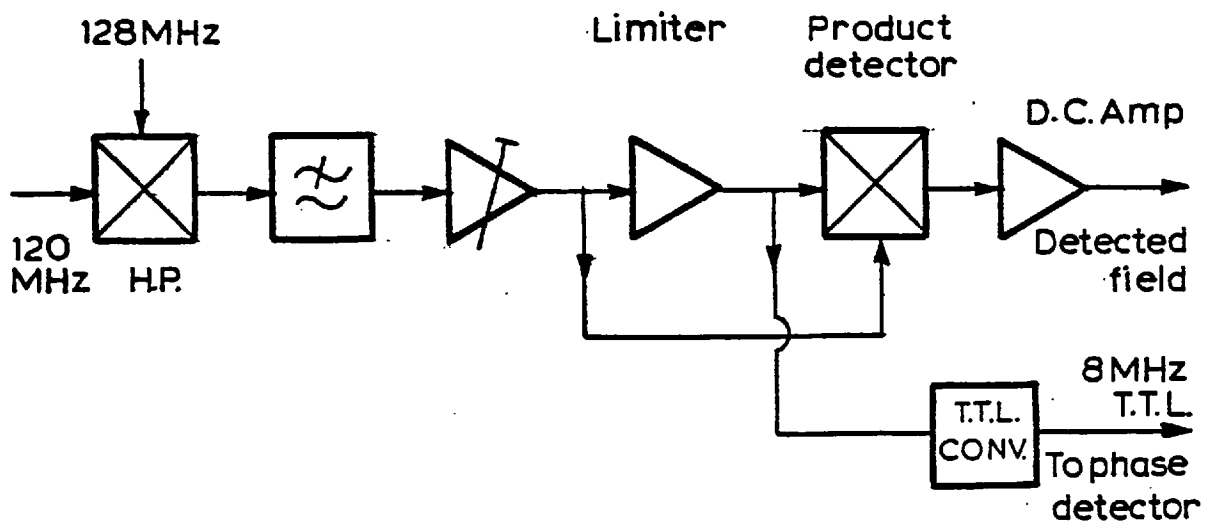 128MHz
Limiter
Product
detector
D.C. Amp
120
MHz
H.P.
Detected
field
8MHz
T.T.L.
T.T.L.
CONV.
To phase
detector